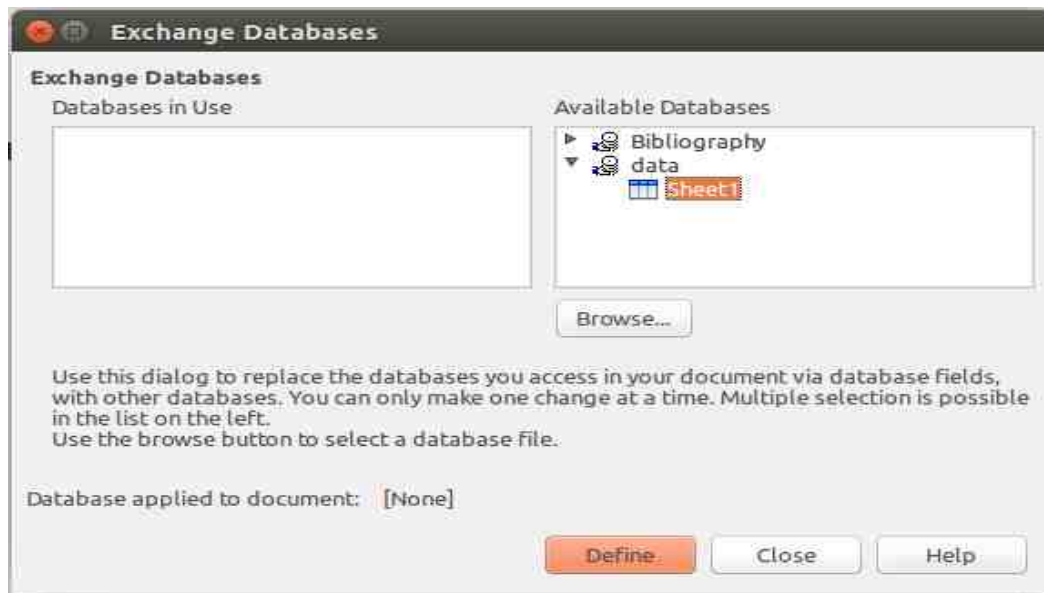 Exchange Databases
Exchange Databases
Databases in Use
Available Databases
Bibliography
data
Sheet1
Browse...
Use this dialog to replace the databases you access in your document via database fields,
with other databases. You can only make one change at a time. Multiple selection is possible
in the list on the left.
Use the browse button to select a database file.
Database applied to document: [None]
Define Close Help